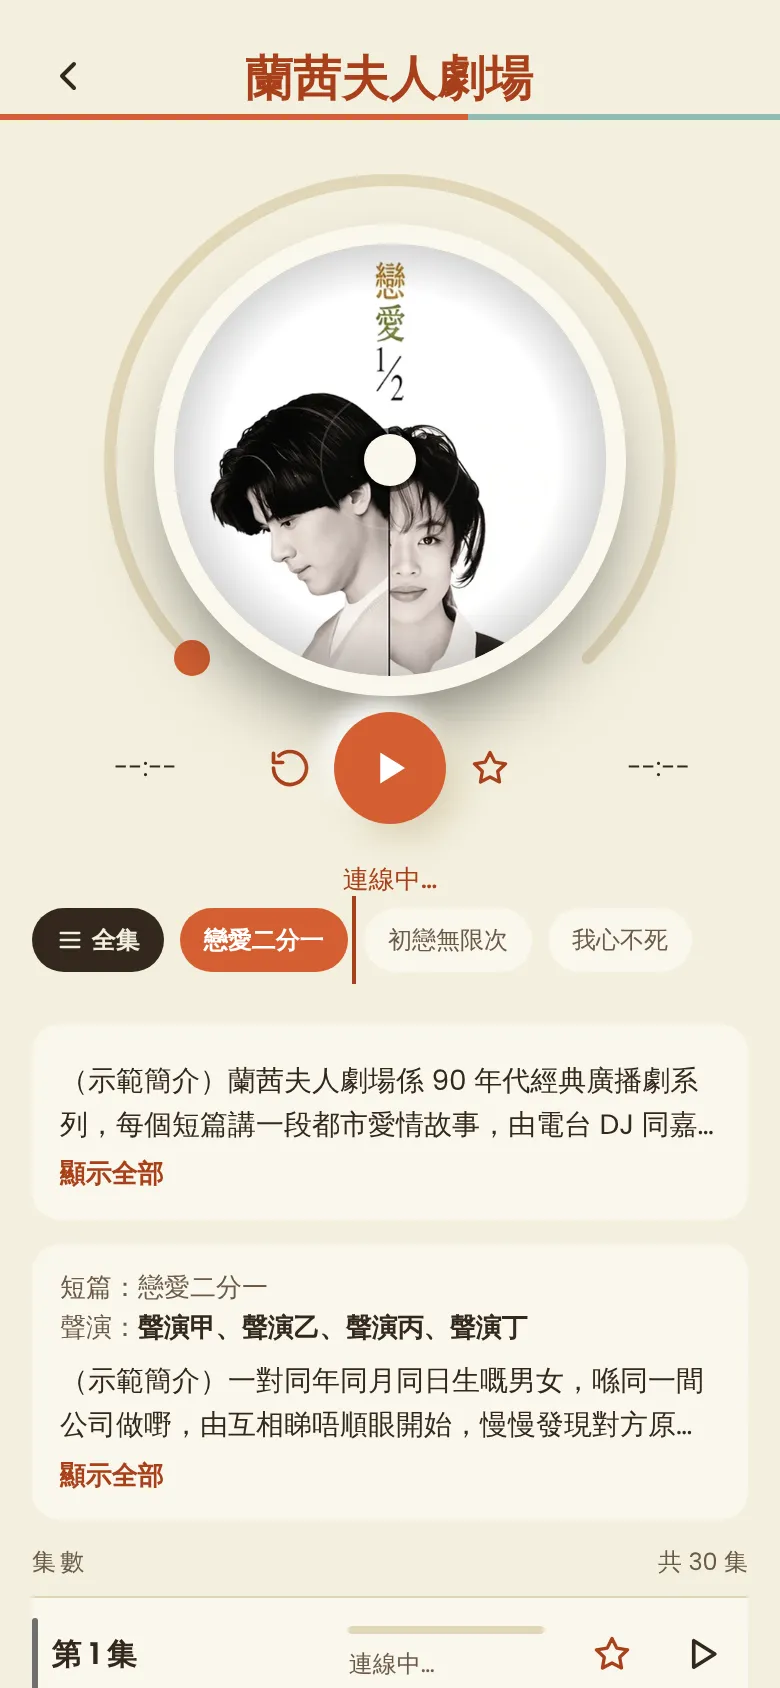 蘭茜夫人劇場
戀
愛
1/2
--:--
--:--
連線中...
全集
戀愛二分一
初戀無限次
我心不死
（示範簡介）蘭茜夫人劇場係 90 年代經典廣播劇系
列，每個短篇講一段都市愛情故事，由電台 DJ 同嘉...
顯示全部
短篇：戀愛二分一
聲演：聲演甲、聲演乙、聲演丙、聲演丁
（示範簡介）一對同年同月同日生嘅男女，喺同一間
公司做嘢，由互相睇唔順眼開始，慢慢發現對方原...
顯示全部
集數
共 30 集
第 1 集
連線中...